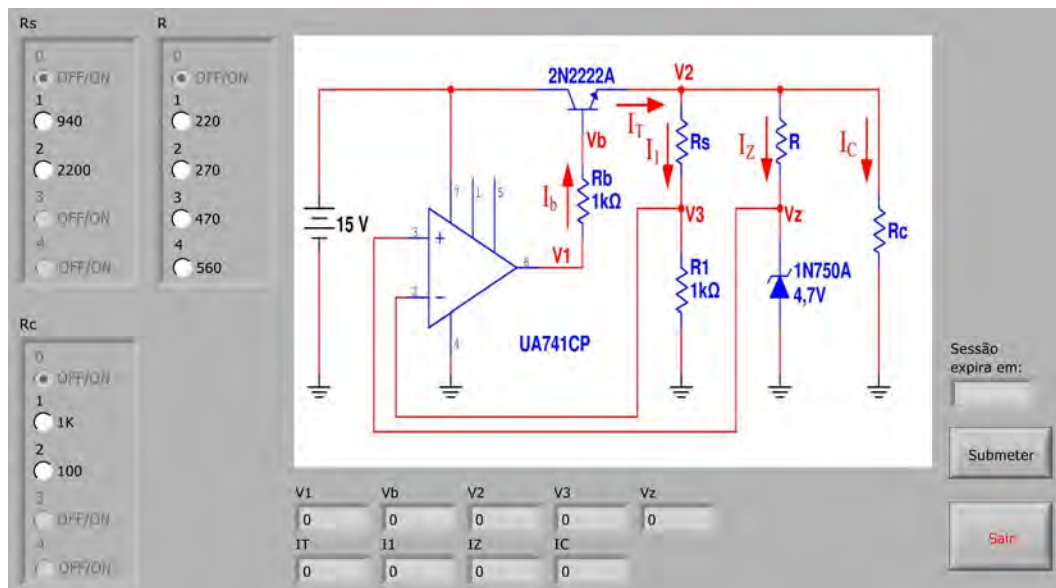 Rs
0
OFF/ON
1
940
2
2200
3
OFF/ON
4
OFF/ON
R
0
OFF/ON
1
220
2
270
3
470
4
560
Rc
0
OFF/ON
1
1K
2
100
3
OFF/ON
4
OFF/ON
2N2222A
V2
Vb
IT
I1
Rs
IZ
R
IC
Rb
1kΩ
Ib
15 V
1
5
3
+
2
−
6
4
V1
V3
Vz
Rc
R1
1kΩ
1N750A
4,7V
UA741CP
Sessão
expira em:
Submeter
Sair
V1
0
Vb
0
V2
0
V3
0
Vz
0
IT
0
I1
0
IZ
0
IC
0